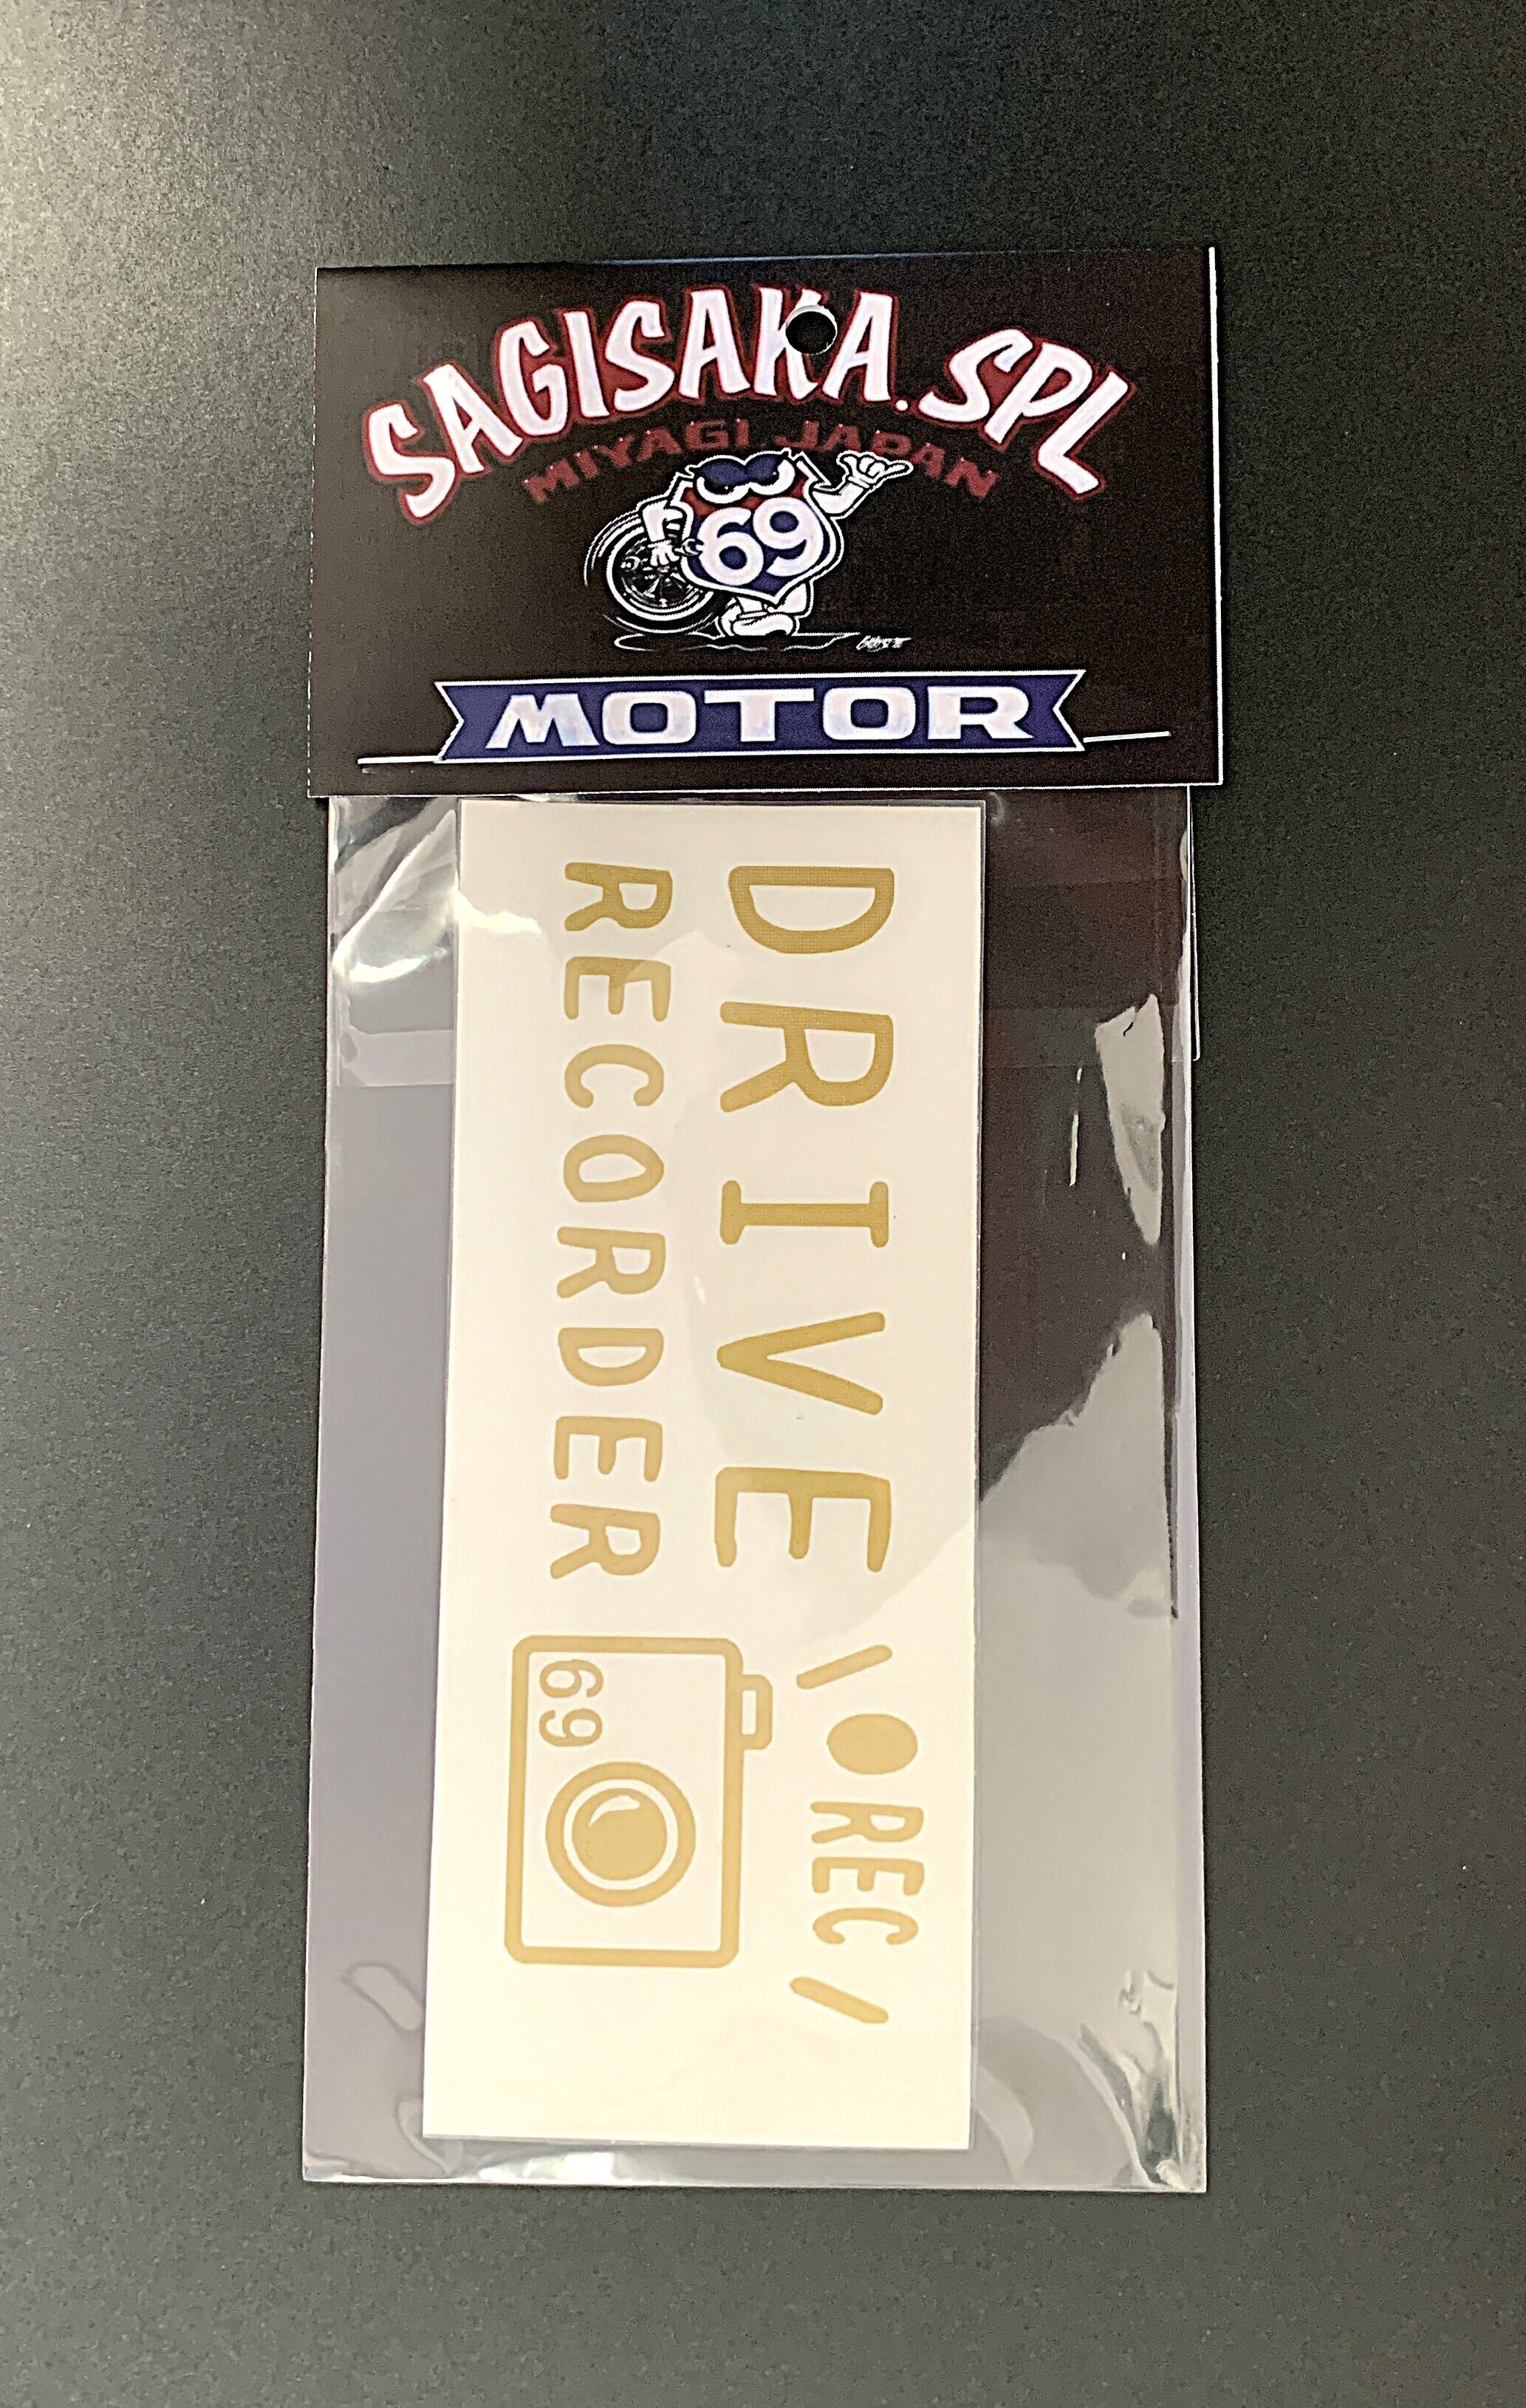 SAGISAKA.SPL
MIYAGI.JAPAN
69
MOTOR
DRIVE
RECORDER
\●REC/
69